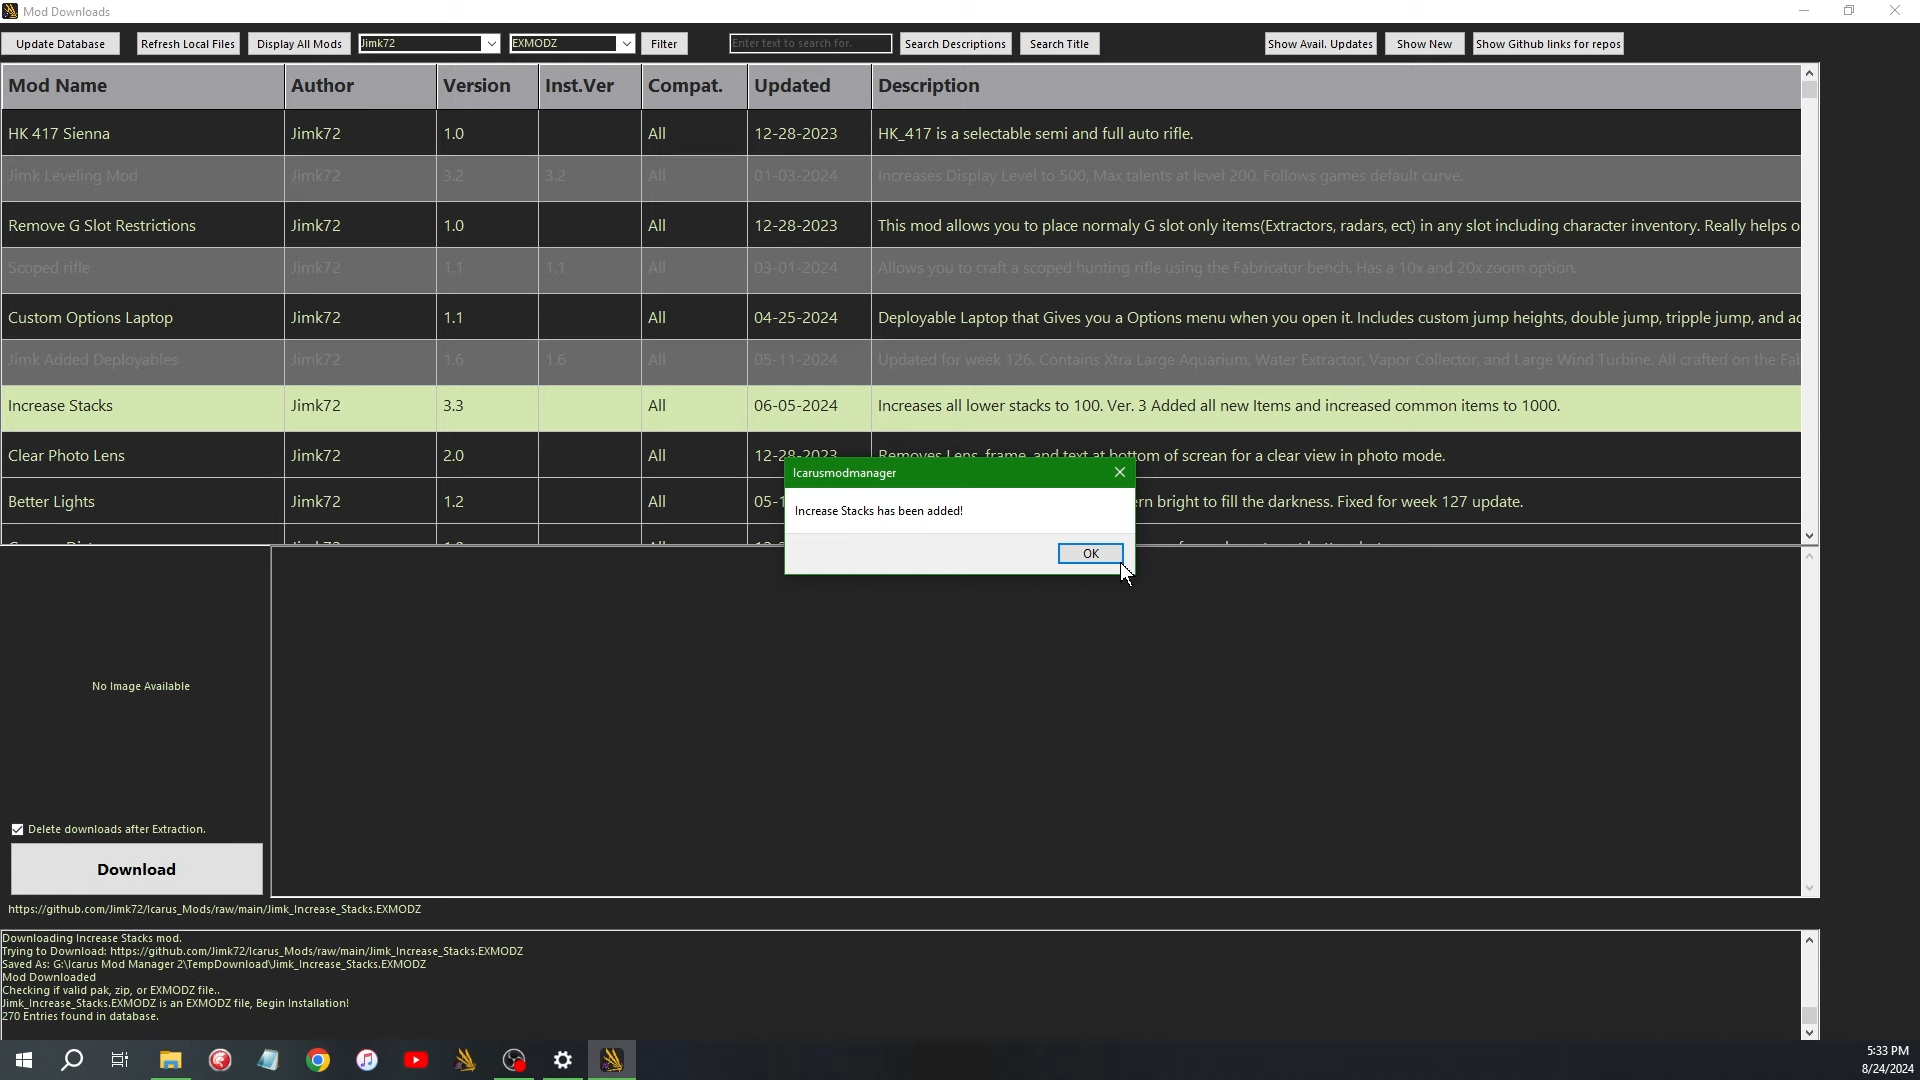 Mod Downloads
Update Database Refresh Local Files Display All Mods Jimk72 EXMODZ Filter Enter text to search for. Search Descriptions Search Title Show Avail. Updates Show New Show Github links for repos
Mod Name Author Version Inst.Ver Compat. Updated Description
HK 417 Sienna Jimk72 1.0 All 12-28-2023 HK_417 is a selectable semi and full auto rifle.
Jimk Leveling Mod Jimk72 3.2 3.2 All 01-03-2024 Increases Display Level to 500, Max talents at level 200. Follows games default curve.
Remove G Slot Restrictions Jimk72 1.0 All 12-28-2023 This mod allows you to place normaly G slot only items(Extractors, radars, ect) in any slot including character inventory. Really helps o
Scoped rifle Jimk72 1.1 1.1 All 03-01-2024 Allows you to craft a scoped hunting rifle using the Fabricator bench. Has a 10x and 20x zoom option.
Custom Options Laptop Jimk72 1.1 All 04-25-2024 Deployable Laptop that Gives you a Options menu when you open it. Includes custom jump heights, double jump, tripple jump, and ac
Jimk Added Deployables Jimk72 1.6 1.6 All 05-11-2024 Updated for week 126. Contains Xtra Large Aquarium, Water Extractor, Vapor Collector, and Large Wind Turbine. All crafted on the Fal
Increase Stacks Jimk72 3.3 All 06-05-2024 Increases all lower stacks to 100. Ver. 3 Added all new Items and increased common items to 1000.
Clear Photo Lens Jimk72 2.0 All 12-28-2023 Removes Lens, frame, and text at bottom of screan for a clear view in photo mode.
Icarusmodmanager
Better Lights Jimk72 1.2 All 05-1 ern bright to fill the darkness. Fixed for week 127 update.
Increase Stacks has been added!
OK
No Image Available
Delete downloads after Extraction.
Download
https://github.com/Jimk72/Icarus_Mods/raw/main/Jimk_Increase_Stacks.EXMODZ
Downloading Increase Stacks mod.
Trying to Download: https://github.com/Jimk72/Icarus_Mods/raw/main/Jimk_Increase_Stacks.EXMODZ
Saved As: G:\Icarus Mod Manager 2\TempDownload\Jimk_Increase_Stacks.EXMODZ
Mod Downloaded
Checking if valid pak, zip, or EXMODZ file..
Jimk_Increase_Stacks.EXMODZ is an EXMODZ file, Begin Installation!
270 Entries found in database.
5:33 PM
8/24/2024